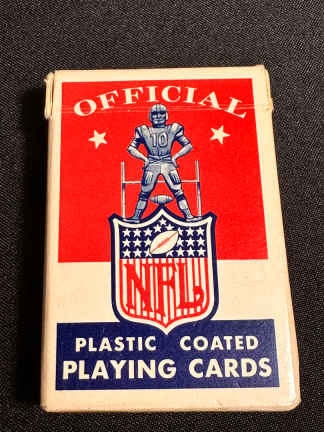 OFFICIAL
10
NFL
PLASTIC COATED
PLAYING CARDS